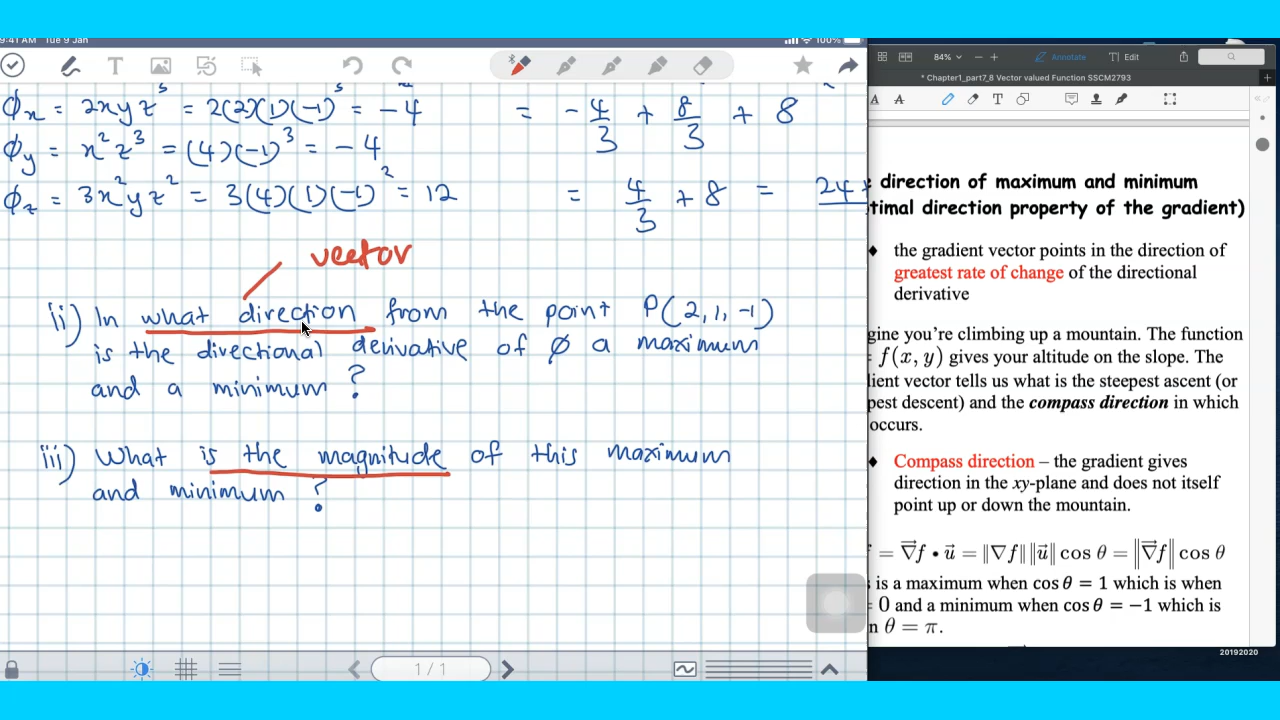 9:41 AM Tue 9 Jan
100%
ϕx = 2xyz³ = 2(2)(1)(-1)³ = -4
= -4/3 + 8/3 + 8
ϕy = x²z³ = (4)(-1)³ = -4
ϕz = 3x²yz² = 3(4)(1)(-1)² = 12
= 4/3 + 8 = 24+
vector
ii) In what direction from the point P(2,1,-1)
is the directional derivative of ϕ a maximum
and a minimum ?
iii) What is the magnitude of this maximum
and minimum ?
1 / 1
84%
Annotate
Edit
* Chapter1_part7_8 Vector valued Function SSCM2793
direction of maximum and minimum
timal direction property of the gradient)
♦ the gradient vector points in the direction of
greatest rate of change of the directional
derivative
gine you're climbing up a mountain. The function
= f(x, y) gives your altitude on the slope. The
lient vector tells us what is the steepest ascent (or
pest descent) and the compass direction in which
occurs.
♦ Compass direction – the gradient gives
direction in the xy-plane and does not itself
point up or down the mountain.
f = ∇⃗f • u⃗ = ‖∇f‖ ‖u⃗‖ cos θ = ‖∇⃗f‖ cos θ
s is a maximum when cos θ = 1 which is when
= 0 and a minimum when cos θ = −1 which is
n θ = π.
20192020